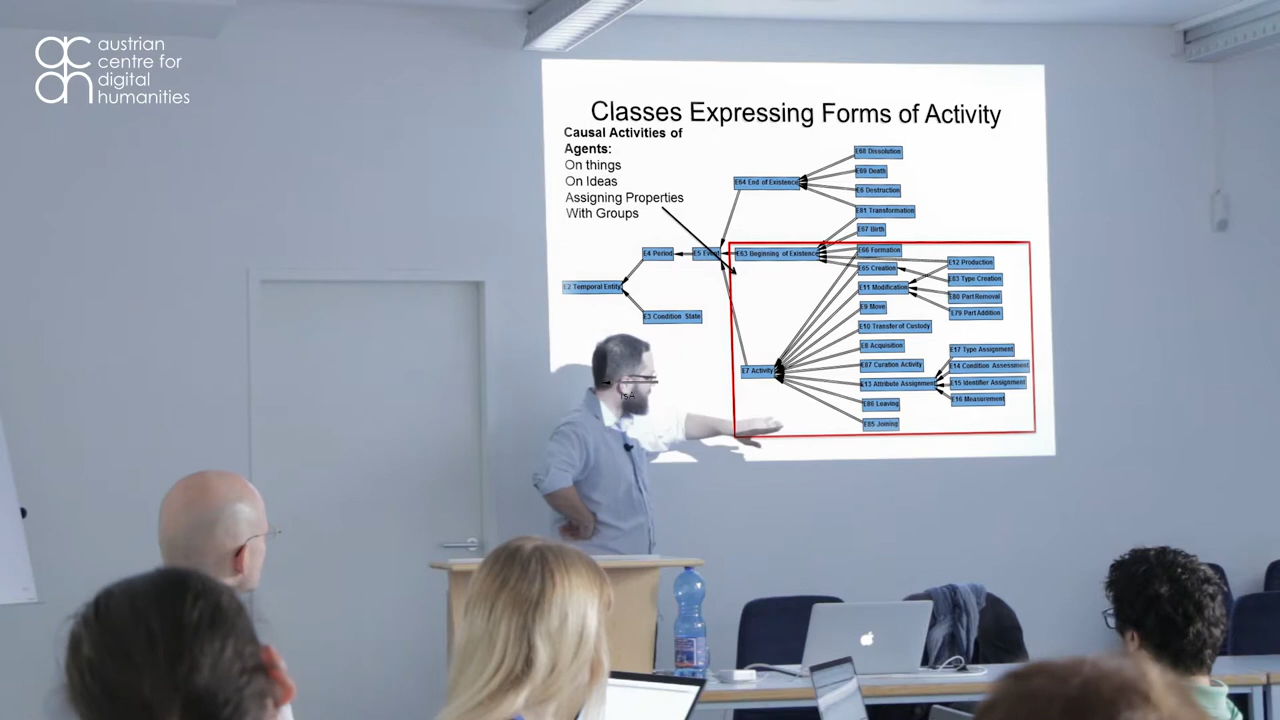 austrian
centre for
digital
humanities
Classes Expressing Forms of Activity
Causal Activities of
Agents:
On things
On Ideas
Assigning Properties
With Groups
E68 Dissolution
E69 Death
E64 End of Existence
E6 Destruction
E81 Transformation
E67 Birth
E4 Period
E5 Event
E63 Beginning of Existence
E66 Formation
E65 Creation
E12 Production
E83 Type Creation
E2 Temporal Entity
E11 Modification
E80 Part Removal
E79 Part Addition
E9 Move
E3 Condition State
E10 Transfer of Custody
E8 Acquisition
E17 Type Assignment
E87 Curation Activity
E14 Condition Assessment
E7 Activity
E13 Attribute Assignment
E15 Identifier Assignment
E16 Measurement
E86 Leaving
E85 Joining
IsA